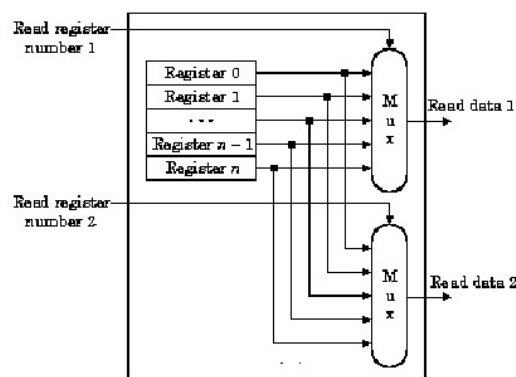 Read register
number 1
Register 0
Register 1
...
Register n − 1
Register n
M
u
x
Read data 1
Read register
number 2
M
u
x
Read data 2